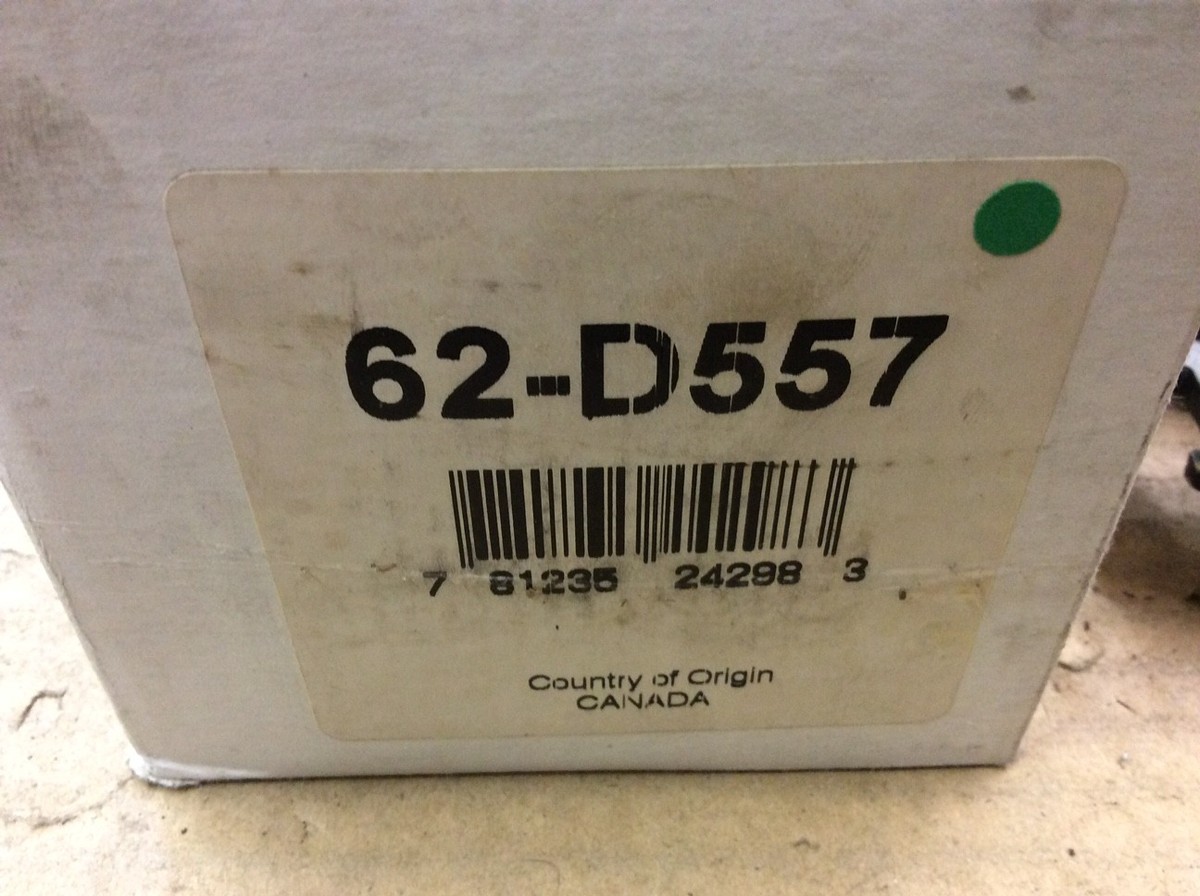 62-D557
7 81235 24298 3
Country of Origin
CANADA